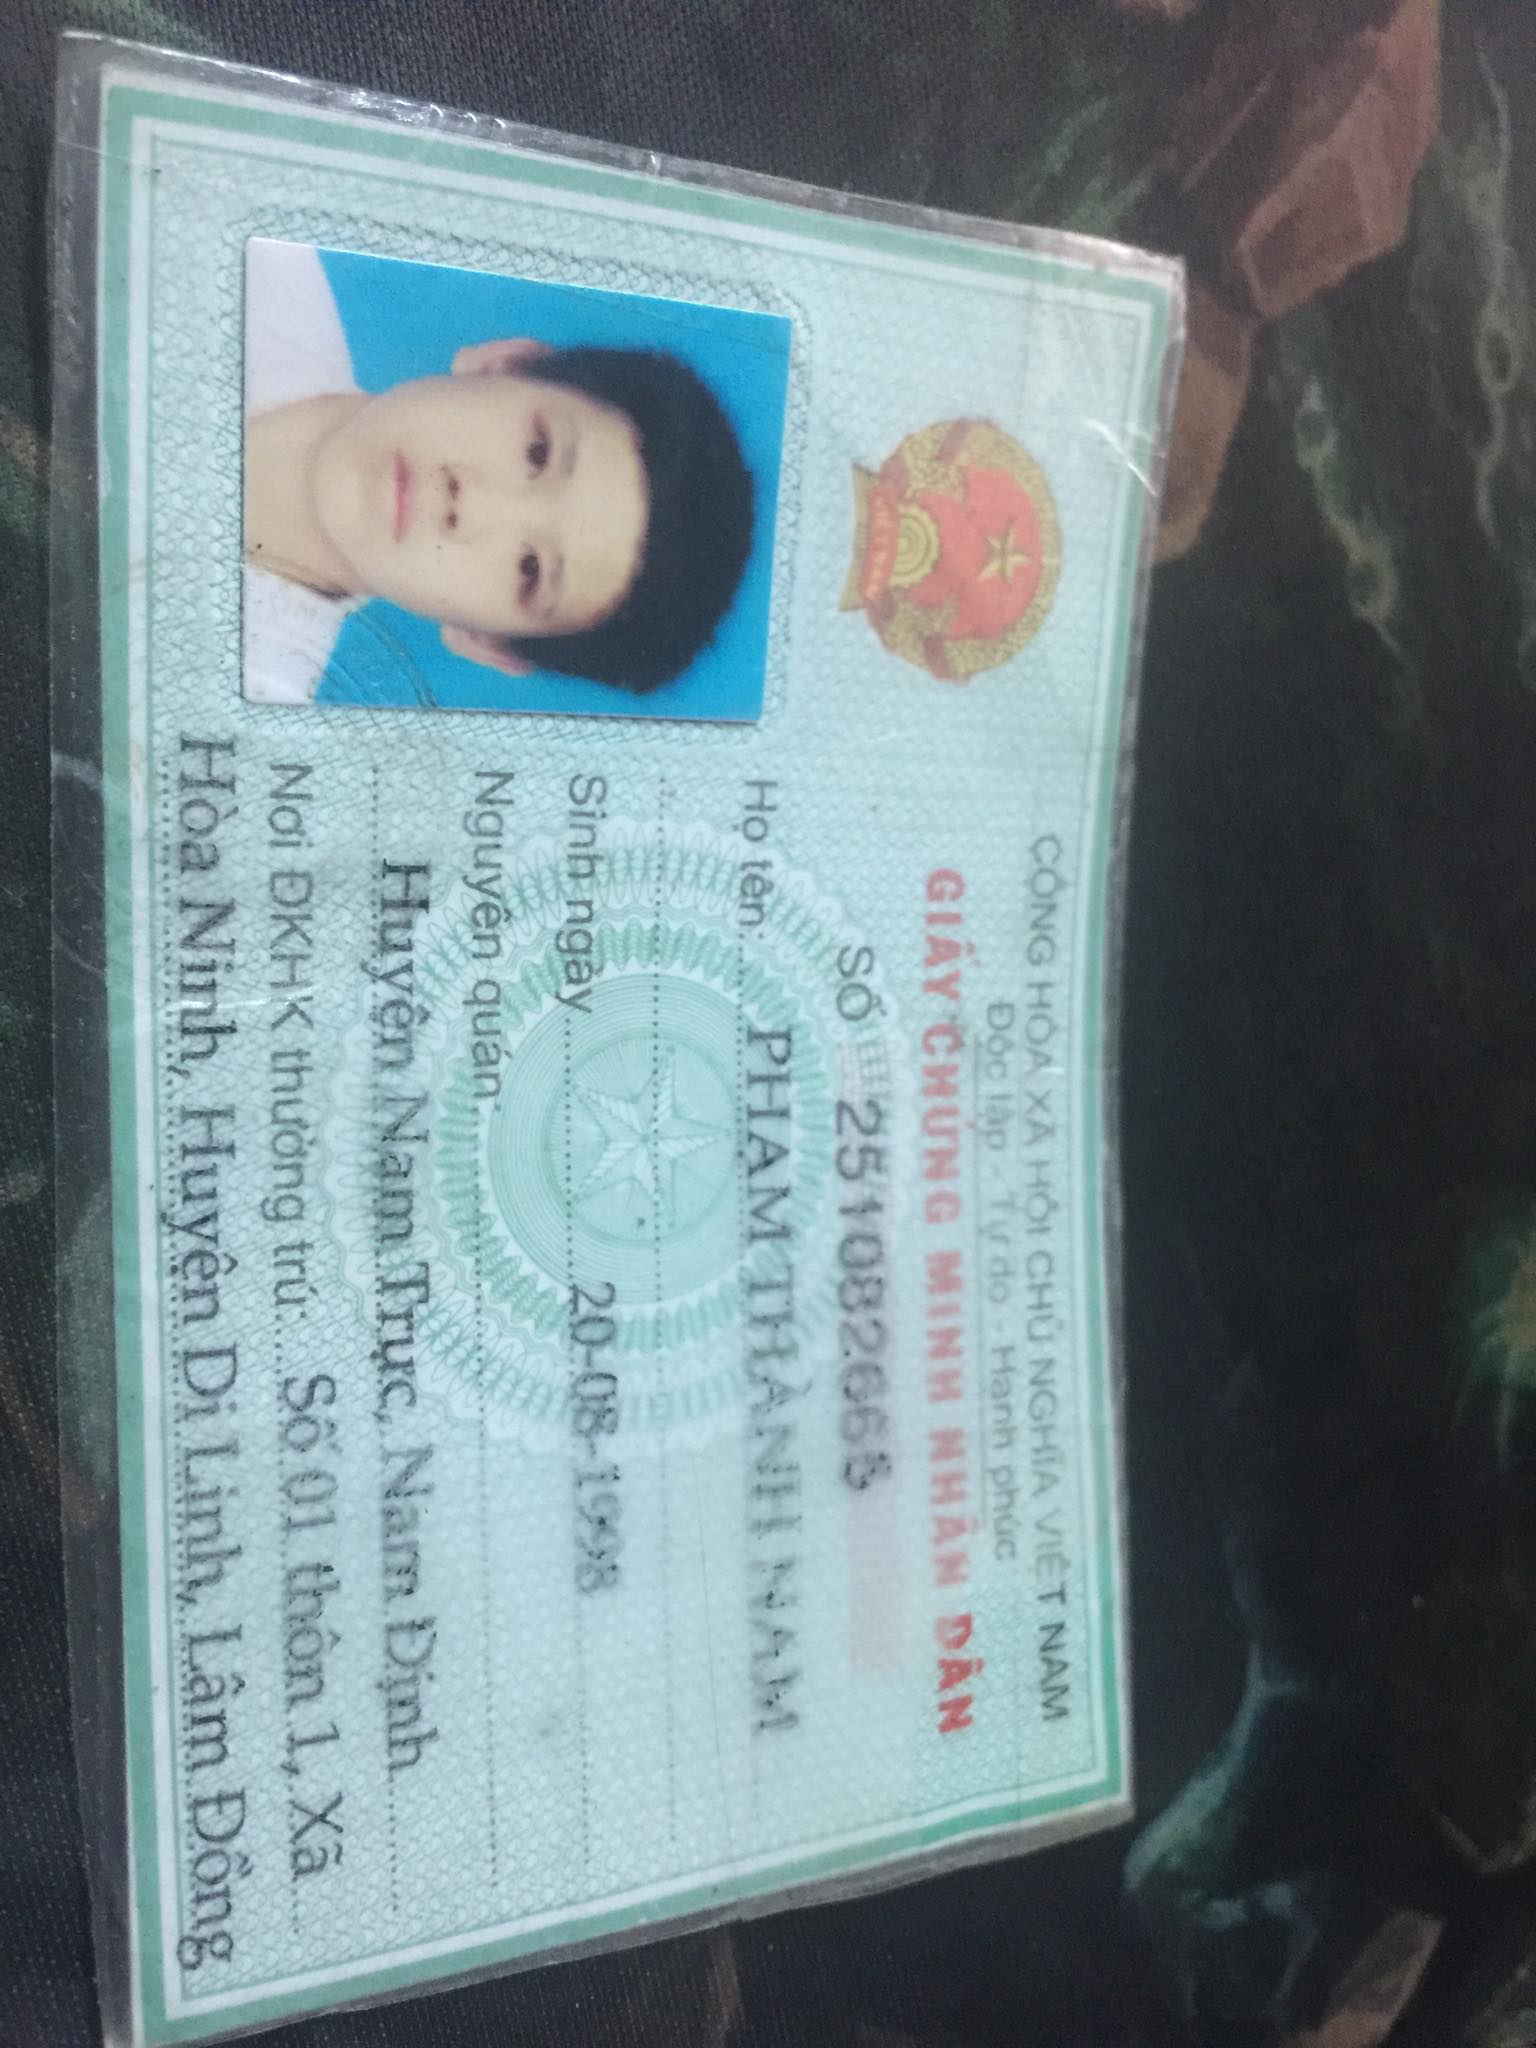 CỘNG HÒA XÃ HỘI CHỦ NGHĨA VIỆT NAM
Độc lập - Tự do - Hạnh phúc
GIẤY CHỨNG MINH NHÂN DÂN
SỐ 251082665
Họ tên: PHẠM THÀNH NAM
Sinh ngày 20-08-1998
Nguyên quán:
Huyện Nam Trực, Nam Định
Nơi ĐKHK thường trú: Số 01 thôn 1, Xã
Hòa Ninh, Huyện Di Linh, Lâm Đồng